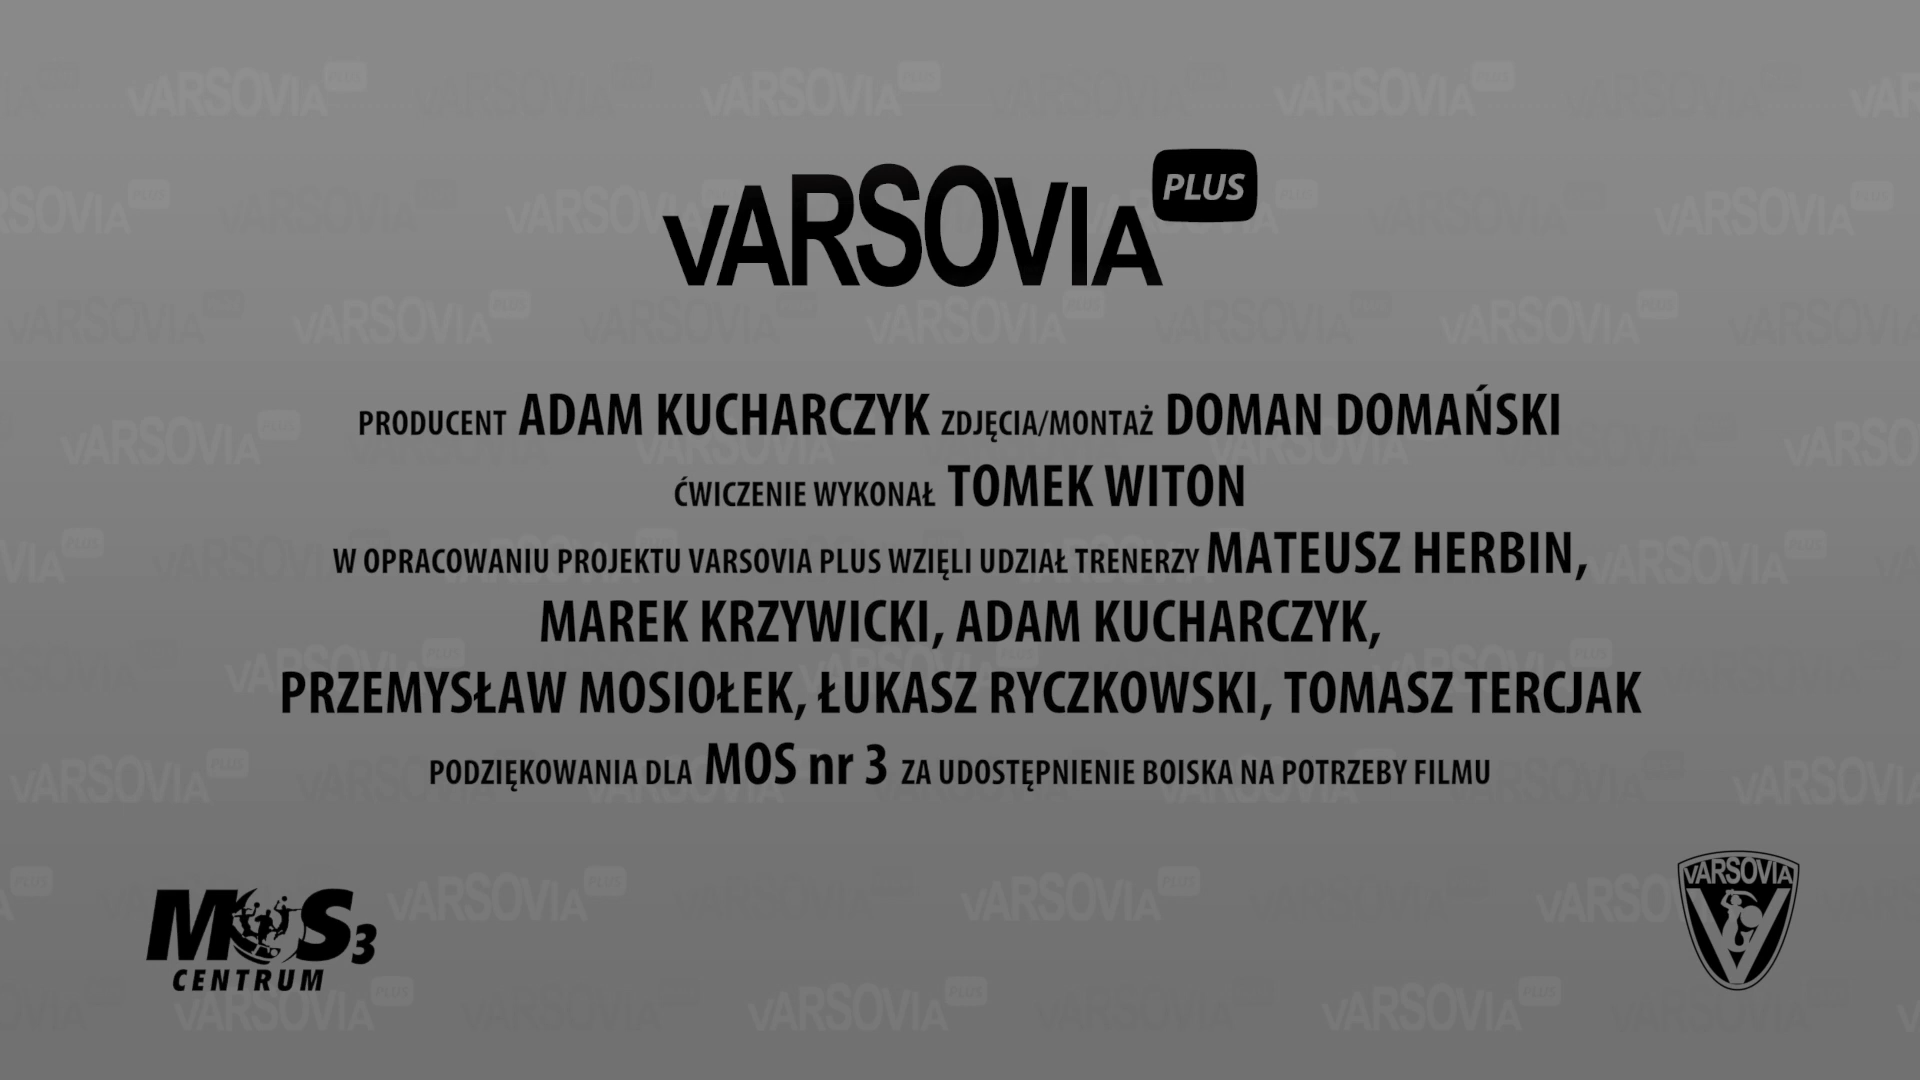 vARSOVIA PLUS
PRODUCENT ADAM KUCHARCZYK ZDJĘCIA/MONTAŻ DOMAN DOMAŃSKI
ĆWICZENIE WYKONAŁ TOMEK WITON
W OPRACOWANIU PROJEKTU VARSOVIA PLUS WZIĘLI UDZIAŁ TRENERZY MATEUSZ HERBIN,
MAREK KRZYWICKI, ADAM KUCHARCZYK,
PRZEMYSŁAW MOSIOŁEK, ŁUKASZ RYCZKOWSKI, TOMASZ TERCJAK
PODZIĘKOWANIA DLA MOS nr 3 ZA UDOSTĘPNIENIE BOISKA NA POTRZEBY FILMU
MOS 3
CENTRUM
VARSOVIA